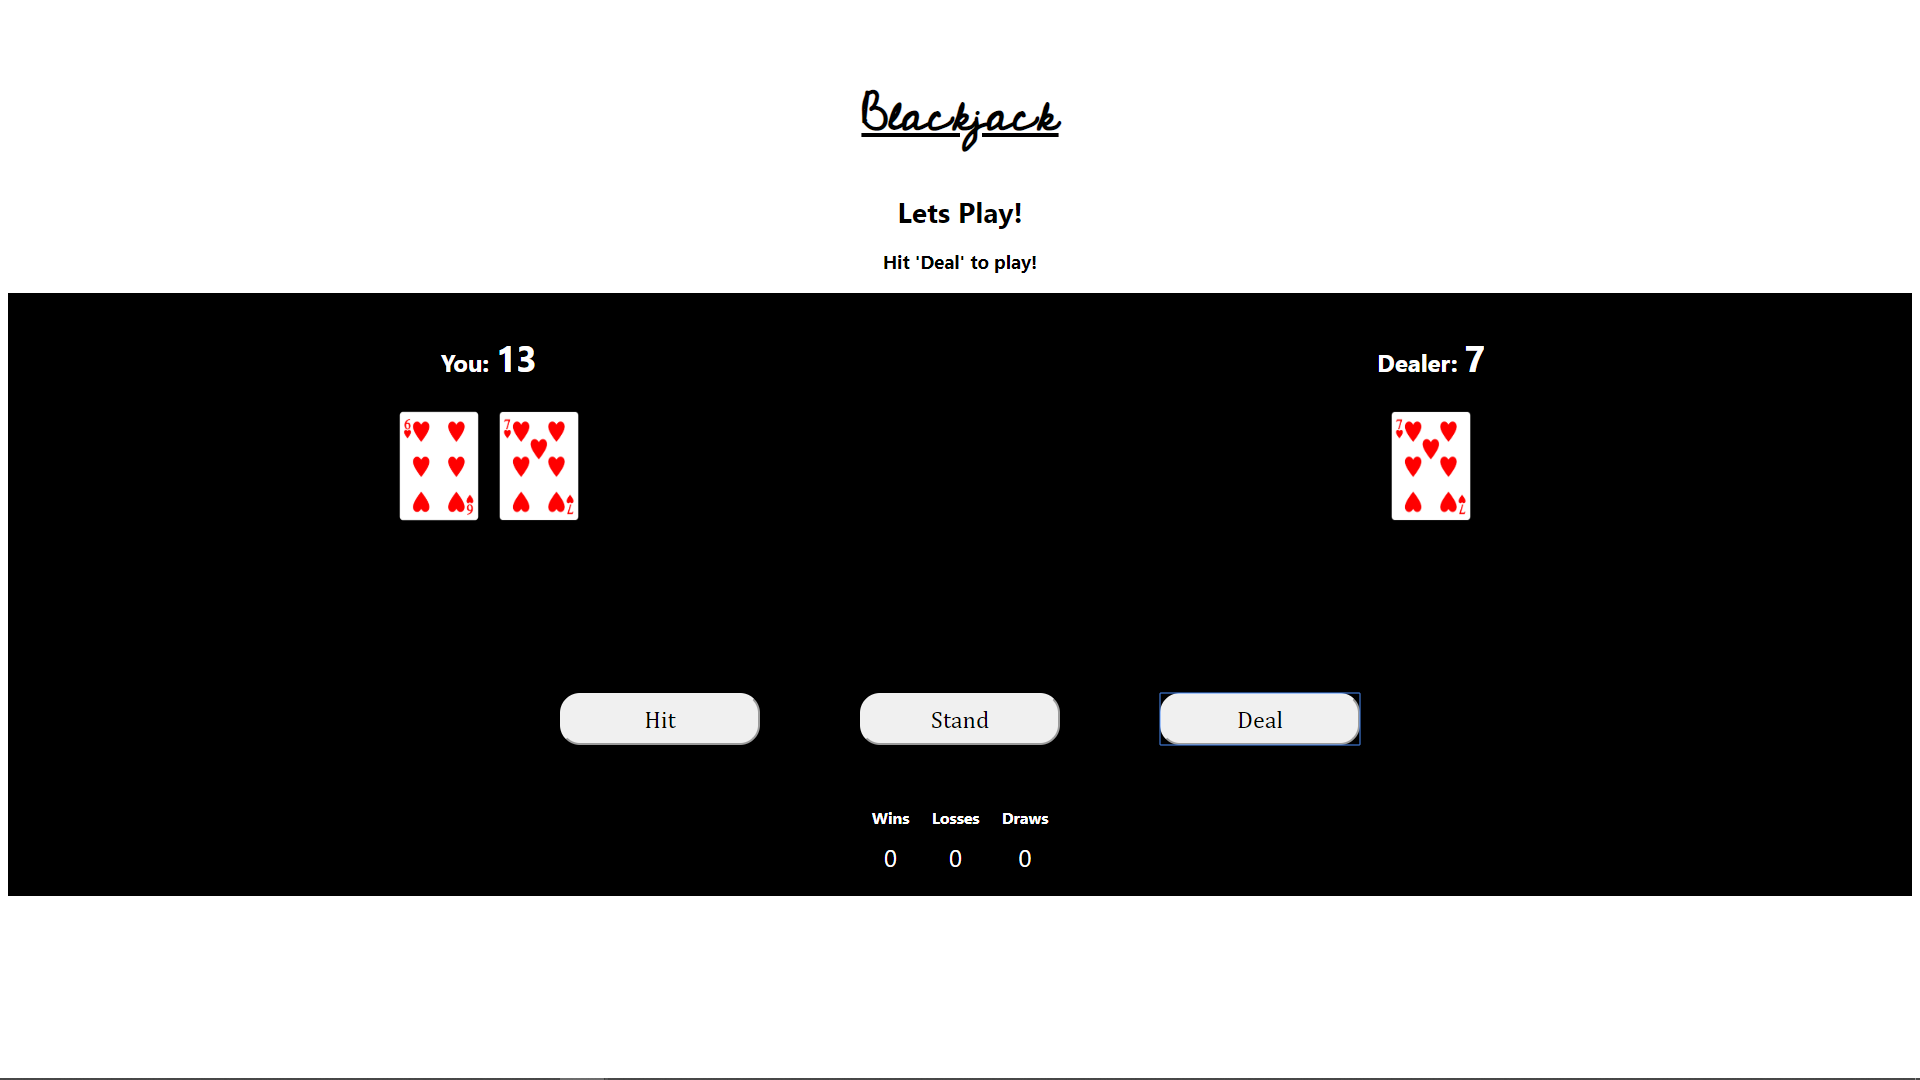 Blackjack
Lets Play!
Hit 'Deal' to play!
You: 13
Dealer: 7
6
7
7
6
7
7
Hit
Stand
Deal
Wins Losses Draws
0 0 0